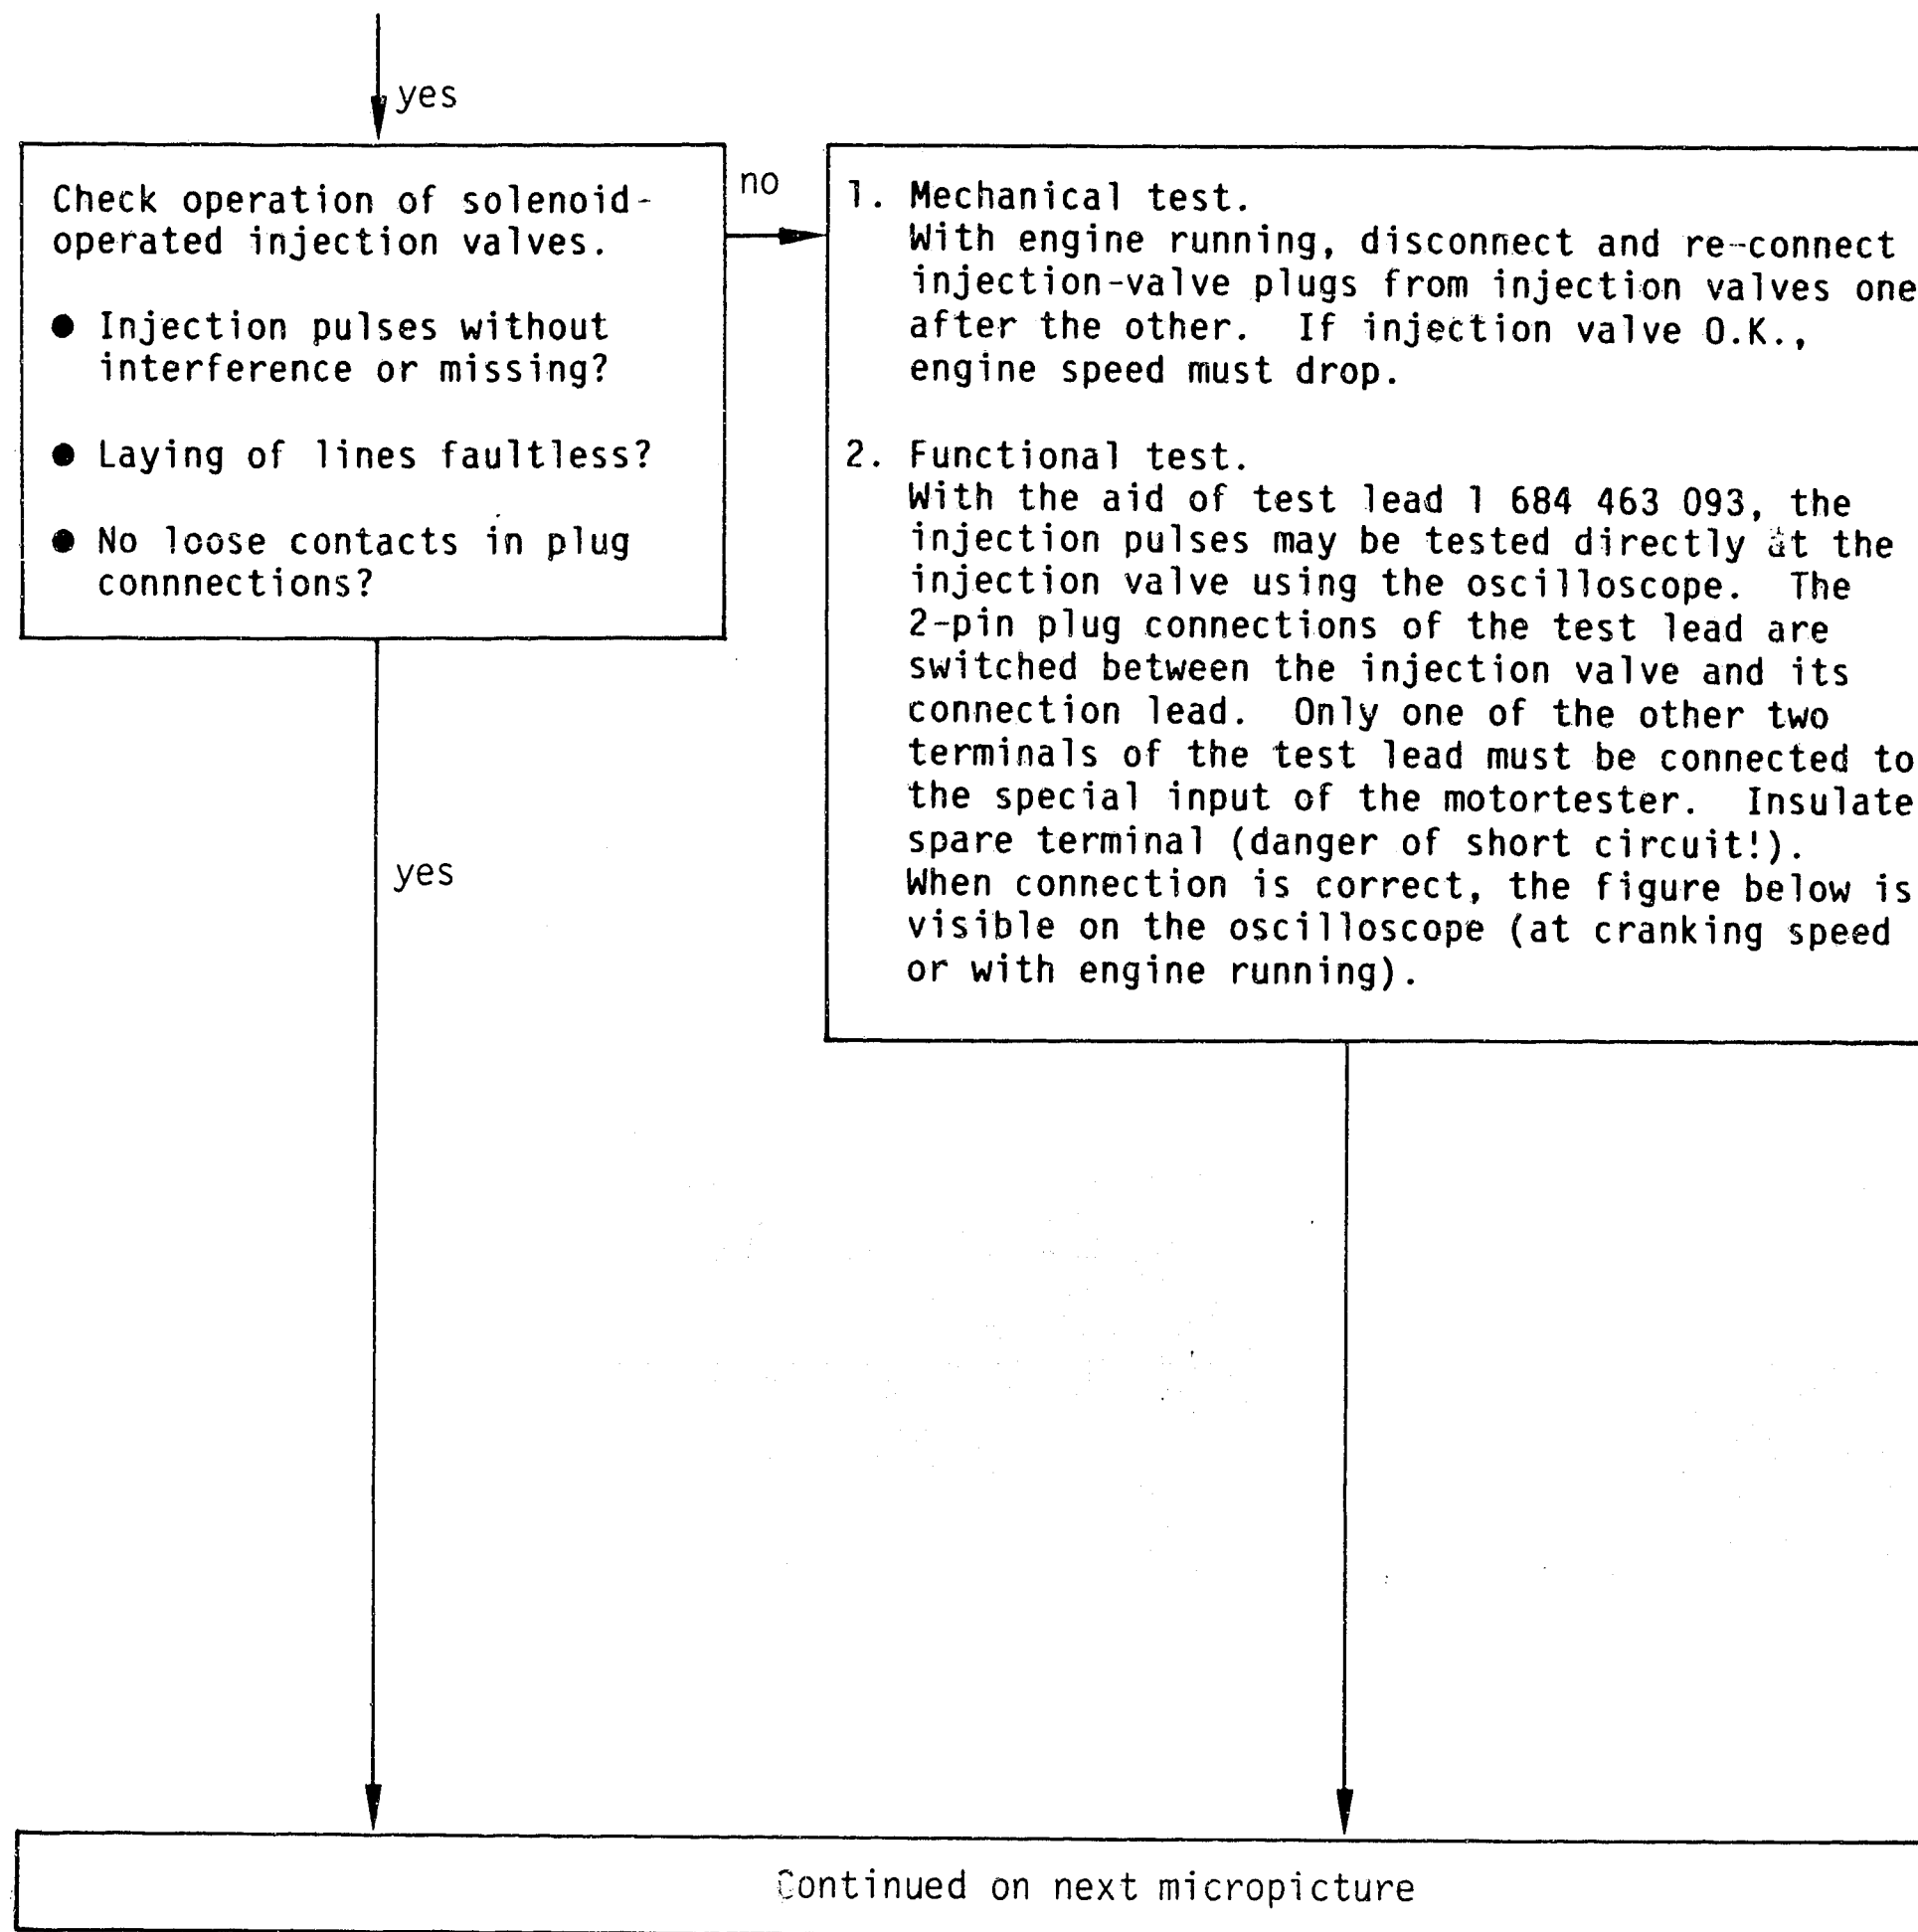 yes
Check operation of solenoid-
operated injection valves.
● Injection pulses without
interference or missing?
● Laying of lines faultless?
● No loose contacts in plug
connnections?
no
1. Mechanical test.
With engine running, disconnect and re-connect
injection-valve plugs from injection valves one
after the other. If injection valve O.K.,
engine speed must drop.
2. Functional test.
With the aid of test lead 1 684 463 093, the
injection pulses may be tested directly at the
injection valve using the oscilloscope. The
2-pin plug connections of the test lead are
switched between the injection valve and its
connection lead. Only one of the other two
terminals of the test lead must be connected to
the special input of the motortester. Insulate
spare terminal (danger of short circuit!).
When connection is correct, the figure below is
visible on the oscilloscope (at cranking speed
or with engine running).
yes
Continued on next micropicture